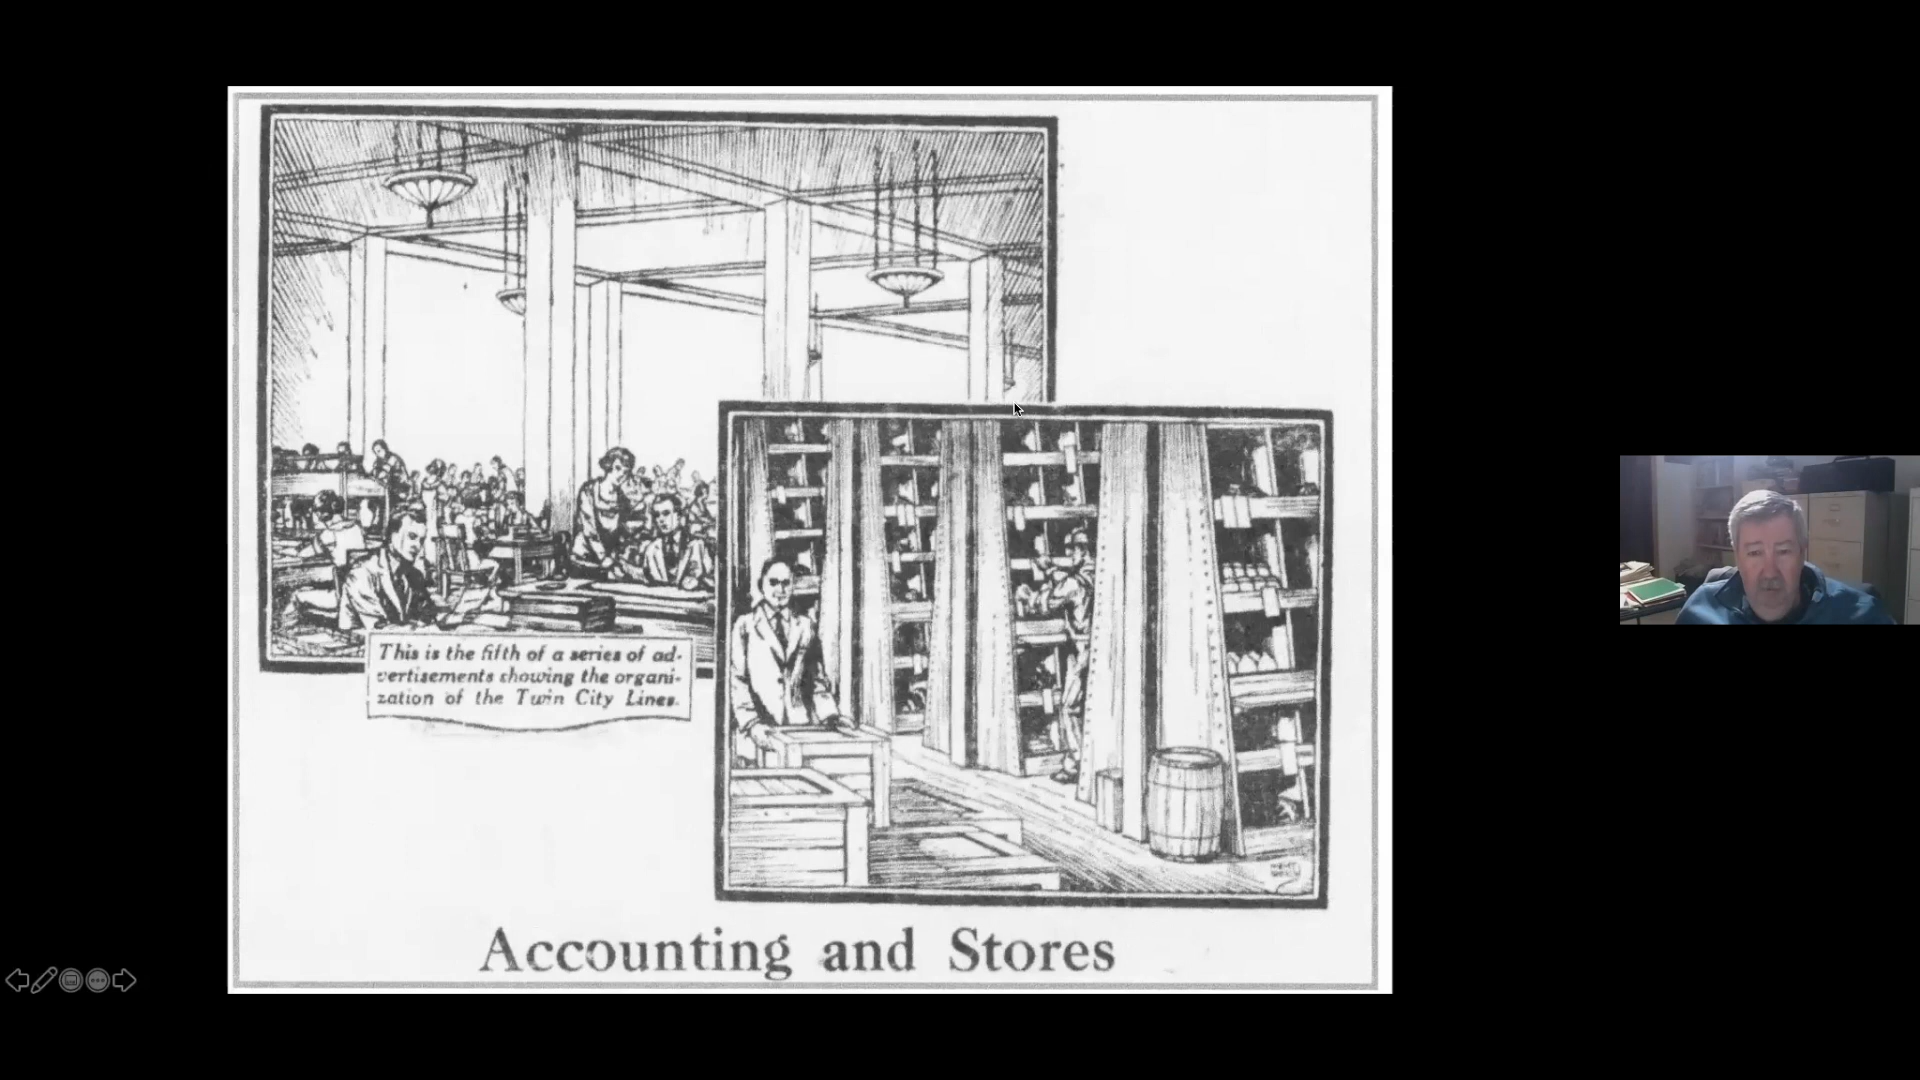 This is the fifth of a series of ad-
vertisements showing the organi-
zation of the Twin City Lines.
Accounting and Stores